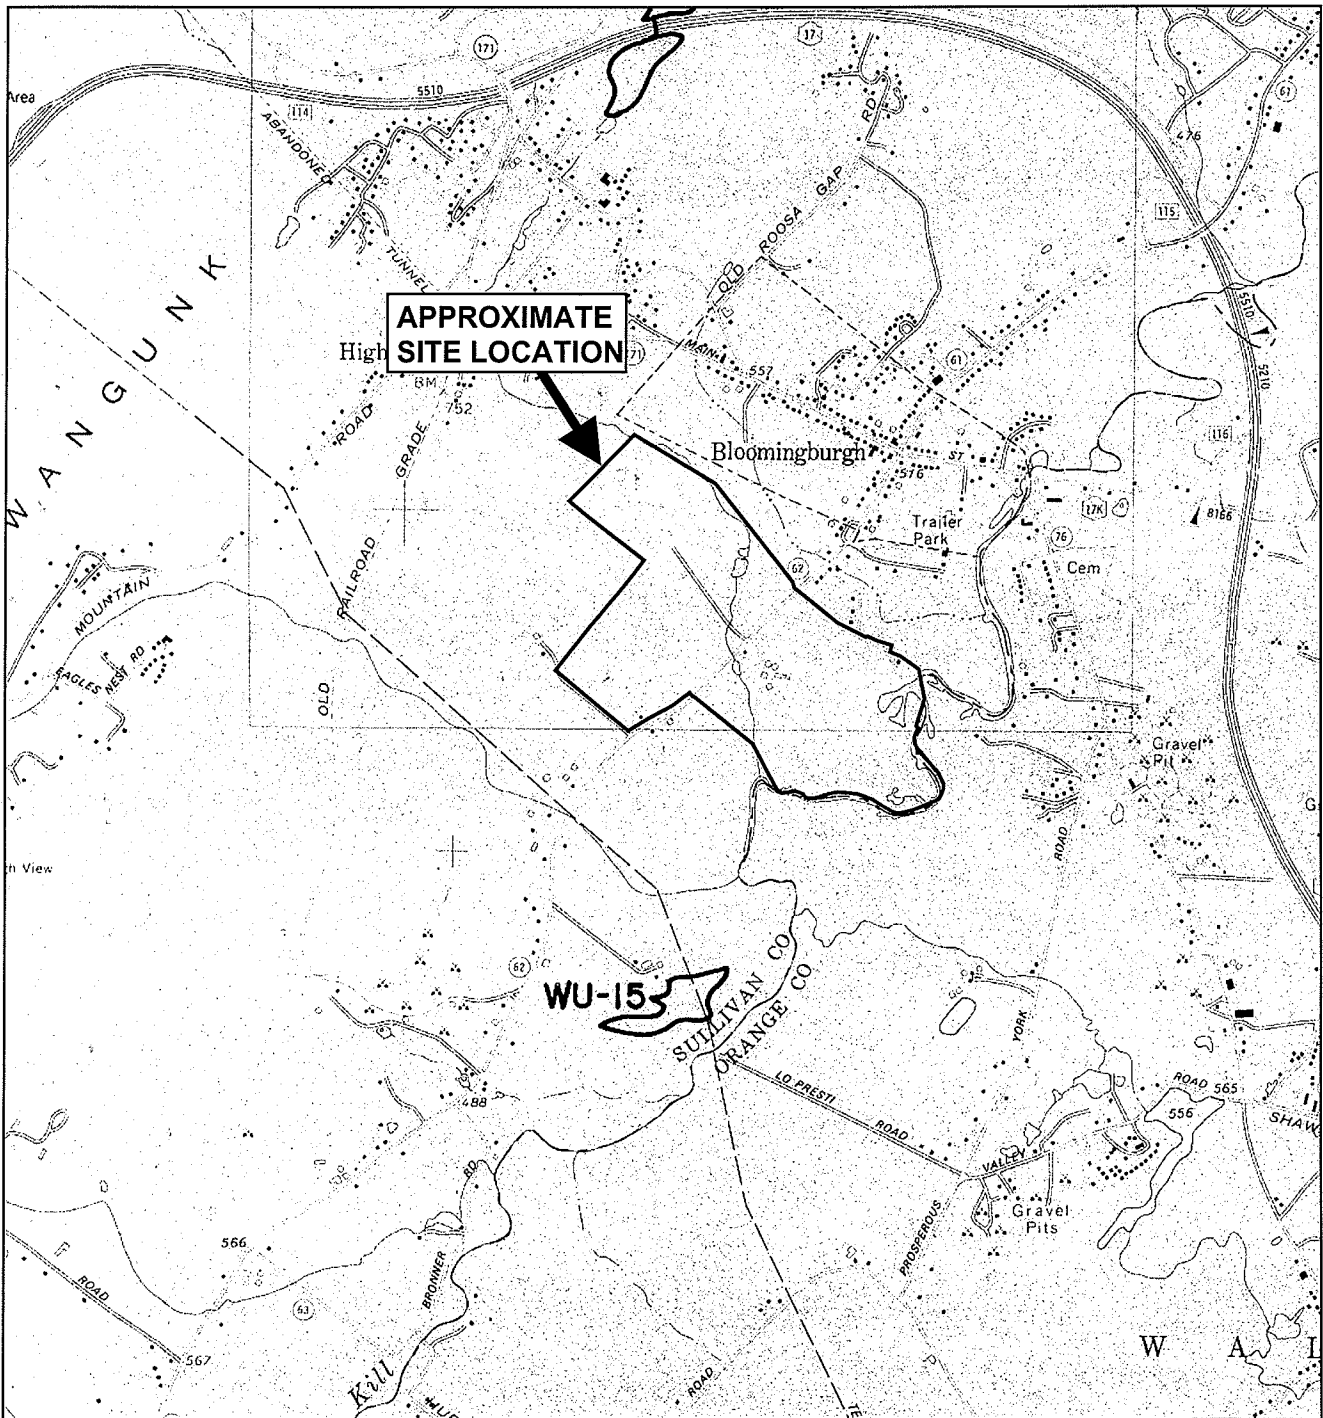 171
17
Area
5510
114
61
ABANDONED
RD
476
GAP
115
ROOSA
TUNNEL
OLD
WANGUNK
APPROXIMATE
SITE LOCATION
High
MAIN
61
5510
557
5210
BM
752
ROAD
116
GRADE
Bloomingburgh
ST
576
17K
8166
Trailer
Park
76
Cem
62
RAILROAD
MOUNTAIN
EAGLES NEST RD
OLD
Gravel
Pit
ROAD
h View
62
WU-15
SULLIVAN CO
ORANGE CO
YORK
LO PRESTI
ROAD
ROAD 565
556
488
SHAW
VALLEY
RD
Gravel
Pits
566
PROSPEROUS
BRONNER
ROAD
63
567
W A L
Kill
ROAD